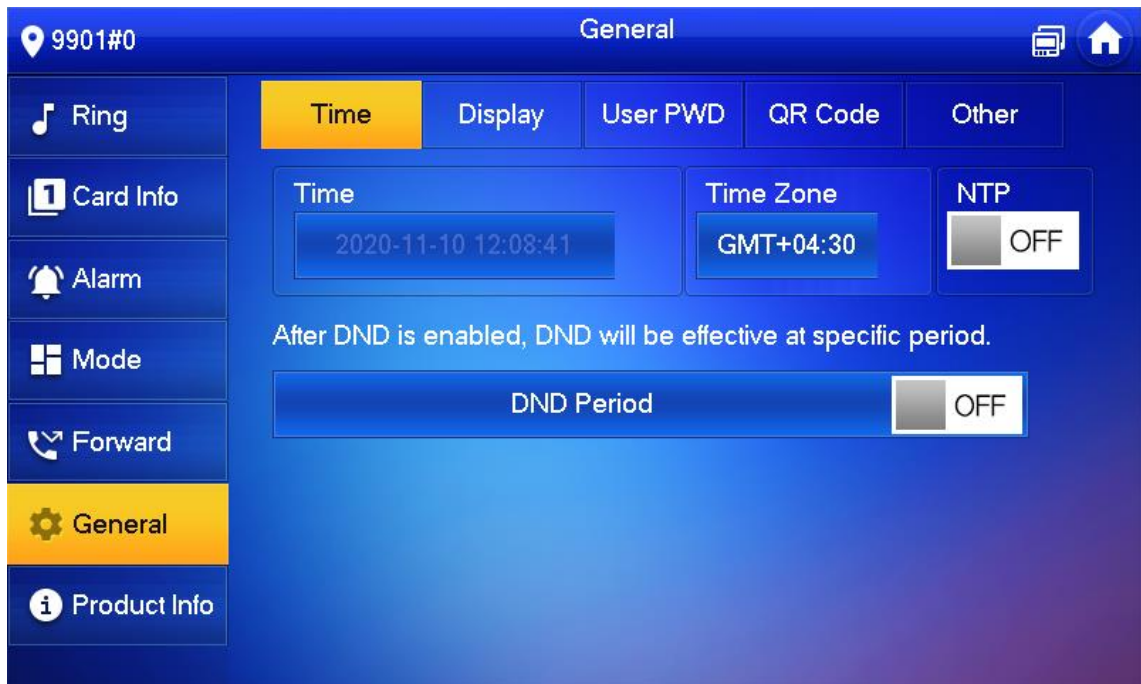 9901#0
General
Ring
Card Info
Alarm
Mode
Forward
General
Product Info
Time
Display
User PWD
QR Code
Other
Time
2020-11-10 12:08:41
Time Zone
GMT+04:30
NTP
OFF
After DND is enabled, DND will be effective at specific period.
DND Period
OFF